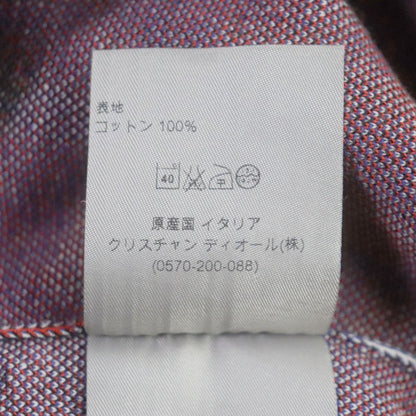 表地
コットン 100%
40
原産国 イタリア
クリスチャン ディオール(株)
(0570-200-088)